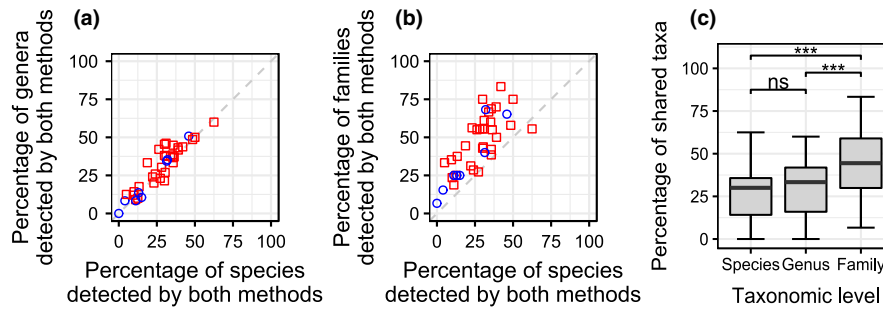 (a)
Percentage of genera
detected by both methods
100
75
50
25
0
0
25
50
75
100
Percentage of species
detected by both methods
(b)
Percentage of families
detected by both methods
100
75
50
25
0
0
25
50
75
100
Percentage of species
detected by both methods
(c)
Percentage of shared taxa
100
75
50
25
0
***
ns
***
Species
Genus
Family
Taxonomic level